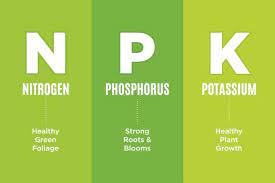 N P K
NITROGEN PHOSPHORUS POTASSIUM
Healthy Strong Healthy
Green Roots & Plant
Foliage Blooms Growth